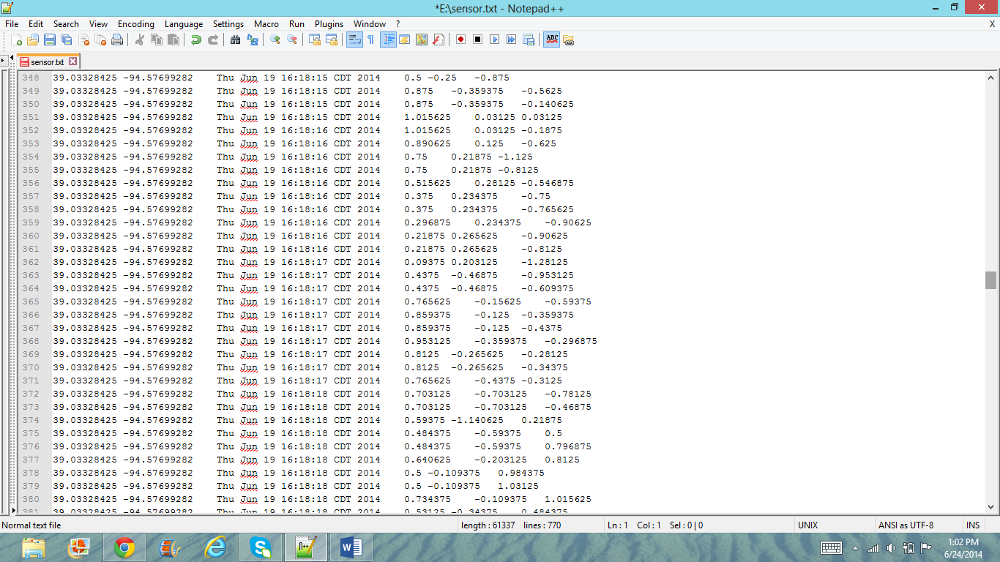 *E:\sensor.txt - Notepad++
File Edit Search View Encoding Language Settings Macro Run Plugins Window ? X
ABC
sensor.txt
348 39.03328425 -94.57699282 Thu Jun 19 16:18:15 CDT 2014 0.5 -0.25 -0.875
349 39.03328425 -94.57699282 Thu Jun 19 16:18:15 CDT 2014 0.875 -0.359375 -0.5625
350 39.03328425 -94.57699282 Thu Jun 19 16:18:15 CDT 2014 0.875 -0.359375 -0.140625
351 39.03328425 -94.57699282 Thu Jun 19 16:18:15 CDT 2014 1.015625 0.03125 0.03125
352 39.03328425 -94.57699282 Thu Jun 19 16:18:16 CDT 2014 1.015625 0.03125 -0.1875
353 39.03328425 -94.57699282 Thu Jun 19 16:18:16 CDT 2014 0.890625 0.125 -0.625
354 39.03328425 -94.57699282 Thu Jun 19 16:18:16 CDT 2014 0.75 0.21875 -1.125
355 39.03328425 -94.57699282 Thu Jun 19 16:18:16 CDT 2014 0.75 0.21875 -0.8125
356 39.03328425 -94.57699282 Thu Jun 19 16:18:16 CDT 2014 0.515625 0.28125 -0.546875
357 39.03328425 -94.57699282 Thu Jun 19 16:18:16 CDT 2014 0.375 0.234375 -0.75
358 39.03328425 -94.57699282 Thu Jun 19 16:18:16 CDT 2014 0.375 0.234375 -0.765625
359 39.03328425 -94.57699282 Thu Jun 19 16:18:16 CDT 2014 0.296875 0.234375 -0.90625
360 39.03328425 -94.57699282 Thu Jun 19 16:18:16 CDT 2014 0.21875 0.265625 -0.90625
361 39.03328425 -94.57699282 Thu Jun 19 16:18:16 CDT 2014 0.21875 0.265625 -0.8125
362 39.03328425 -94.57699282 Thu Jun 19 16:18:17 CDT 2014 0.09375 0.203125 -1.28125
363 39.03328425 -94.57699282 Thu Jun 19 16:18:17 CDT 2014 0.4375 -0.46875 -0.953125
364 39.03328425 -94.57699282 Thu Jun 19 16:18:17 CDT 2014 0.4375 -0.46875 -0.609375
365 39.03328425 -94.57699282 Thu Jun 19 16:18:17 CDT 2014 0.765625 -0.15625 -0.59375
366 39.03328425 -94.57699282 Thu Jun 19 16:18:17 CDT 2014 0.859375 -0.125 -0.359375
367 39.03328425 -94.57699282 Thu Jun 19 16:18:17 CDT 2014 0.859375 -0.125 -0.4375
368 39.03328425 -94.57699282 Thu Jun 19 16:18:17 CDT 2014 0.953125 -0.359375 -0.296875
369 39.03328425 -94.57699282 Thu Jun 19 16:18:17 CDT 2014 0.8125 -0.265625 -0.28125
370 39.03328425 -94.57699282 Thu Jun 19 16:18:17 CDT 2014 0.8125 -0.265625 -0.34375
371 39.03328425 -94.57699282 Thu Jun 19 16:18:17 CDT 2014 0.765625 -0.4375 -0.3125
372 39.03328425 -94.57699282 Thu Jun 19 16:18:18 CDT 2014 0.703125 -0.703125 -0.78125
373 39.03328425 -94.57699282 Thu Jun 19 16:18:18 CDT 2014 0.703125 -0.703125 -0.46875
374 39.03328425 -94.57699282 Thu Jun 19 16:18:18 CDT 2014 0.59375 -1.140625 0.21875
375 39.03328425 -94.57699282 Thu Jun 19 16:18:18 CDT 2014 0.484375 -0.59375 0.5
376 39.03328425 -94.57699282 Thu Jun 19 16:18:18 CDT 2014 0.484375 -0.59375 0.796875
377 39.03328425 -94.57699282 Thu Jun 19 16:18:18 CDT 2014 0.640625 -0.203125 0.8125
378 39.03328425 -94.57699282 Thu Jun 19 16:18:18 CDT 2014 0.5 -0.109375 0.984375
379 39.03328425 -94.57699282 Thu Jun 19 16:18:18 CDT 2014 0.5 -0.109375 1.03125
380 39.03328425 -94.57699282 Thu Jun 19 16:18:18 CDT 2014 0.734375 -0.109375 1.015625
381 39.03328425 -94.57699282 Thu Jun 19 16:18:18 CDT 2014 0.53125 -0.34375 0.484375
Normal text file length : 61337 lines : 770 Ln : 1 Col : 1 Sel : 0 | 0 UNIX ANSI as UTF-8 INS
1:02 PM
6/24/2014